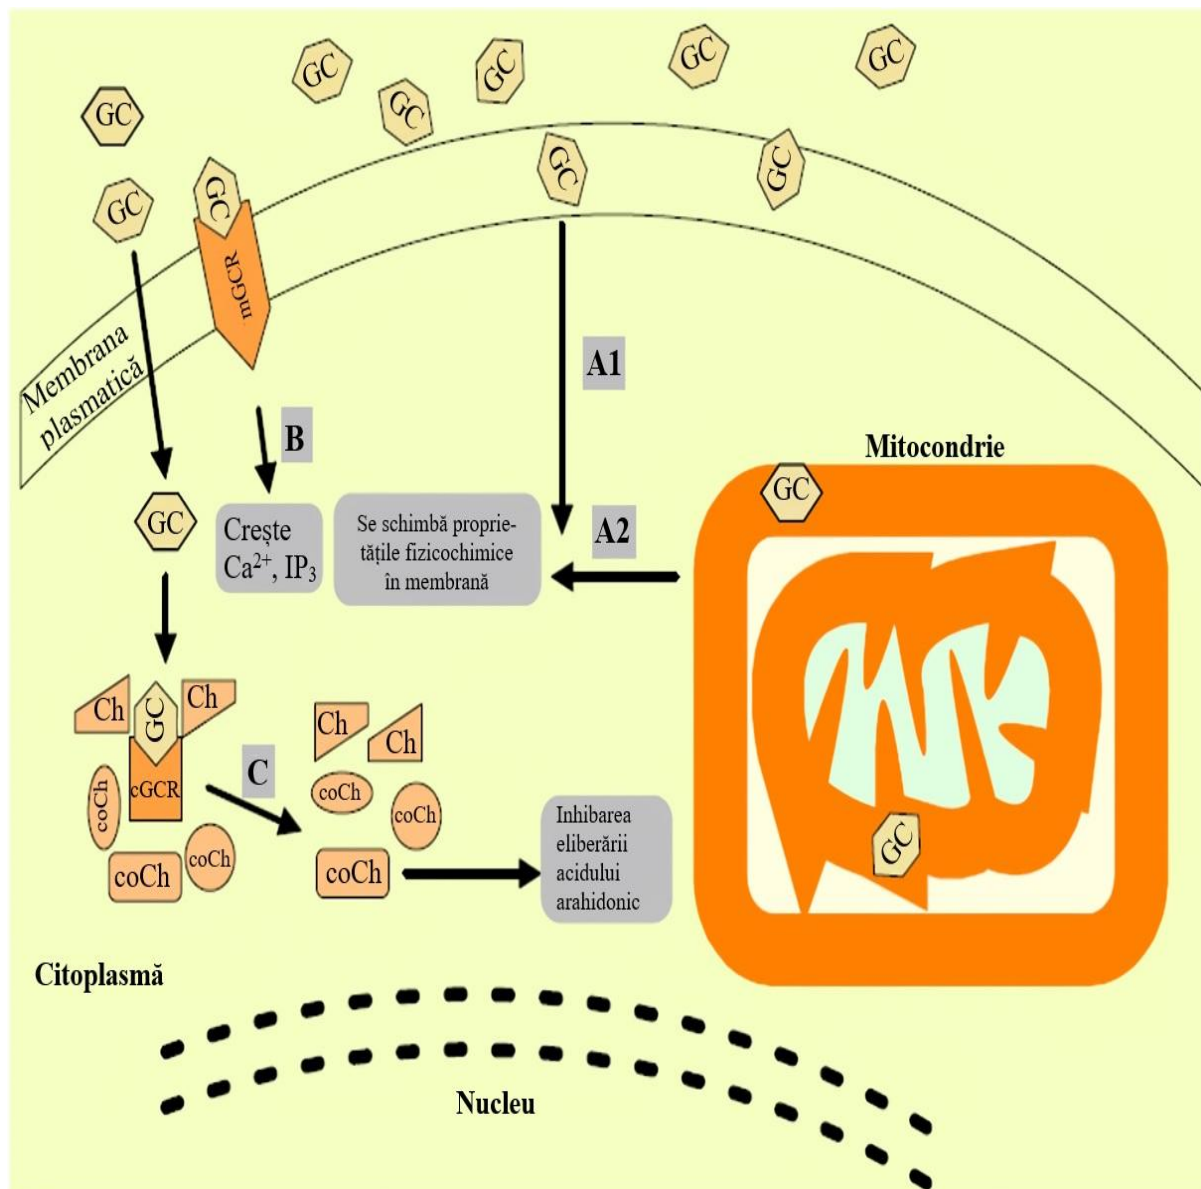 GC
GC
GC
GC
GC
GC
GC
GC
GC
GC
mGCR
Membrana
plasmatică
A1
B
Mitocondrie
GC
GC
Crește
Ca²⁺, IP₃
Se schimbă proprie-
tățile fizicochimice
în membrană
A2
Ch
GC
Ch
cGCR
coCh
coCh
coCh
C
Ch
Ch
coCh
coCh
coCh
Inhibarea
eliberării
acidului
arahidonic
GC
Citoplasmă
Nucleu